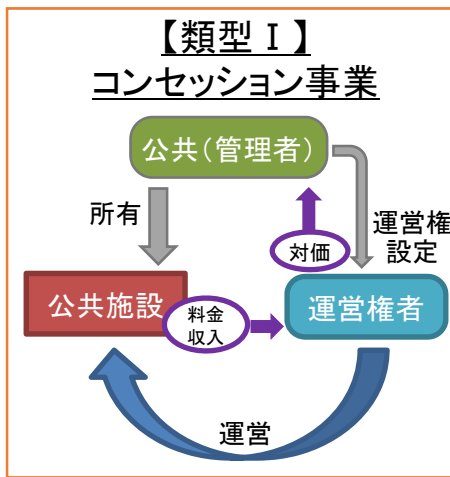 【類型Ⅰ】
コンセッション事業
公共(管理者)
所有
運営権
設定
対価
公共施設
料金
収入
運営権者
運営